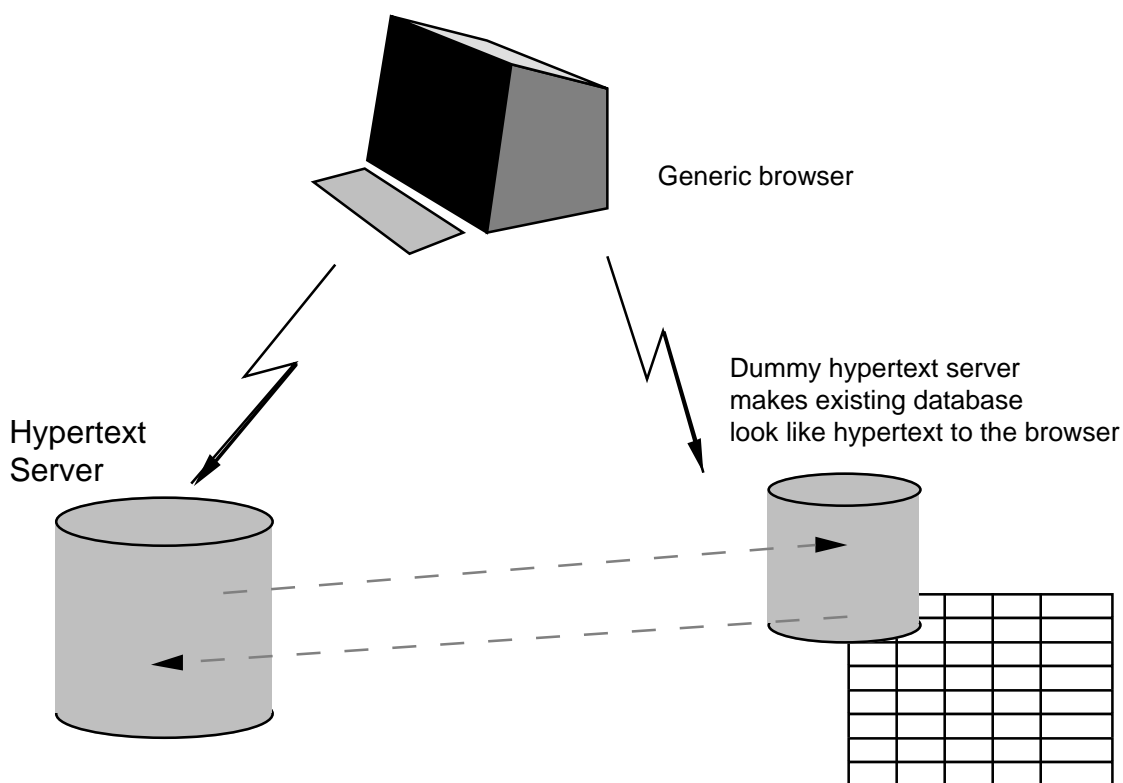 Generic browser
Dummy hypertext server
makes existing database
look like hypertext to the browser
Hypertext
Server